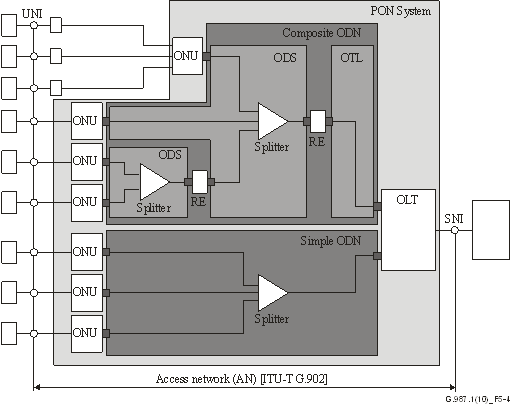 UNI
PON System
Composite ODN
ONU
ODS
OTL
ONU
Splitter
RE
ONU
ODS
Splitter
RE
ONU
OLT
SNI
ONU
Simple ODN
ONU
Splitter
ONU
Access network (AN) [ITU-T G.902]
G.987.1(10)_F5-4